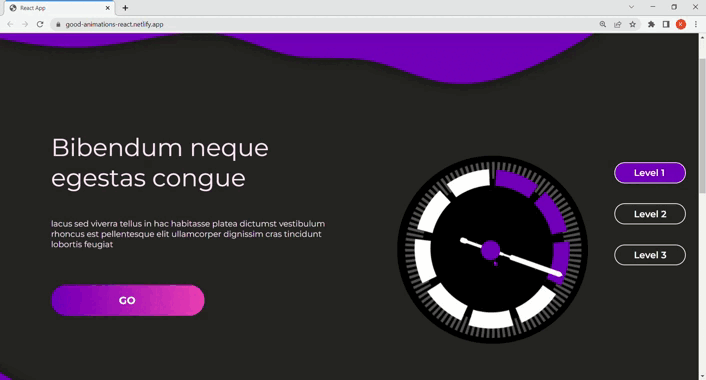 React App
good-animations-react.netlify.app
K
Bibendum neque
egestas congue
lacus sed viverra tellus in hac habitasse platea dictumst vestibulum
rhoncus est pellentesque elit ullamcorper dignissim cras tincidunt
lobortis feugiat
GO
Level 1
Level 2
Level 3